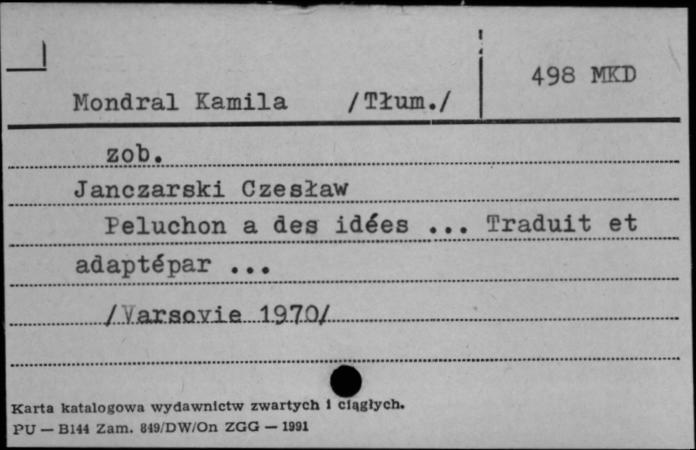 498 MKD
Mondral Kamila /Tłum./
zob.
Janczarski Czesław
Peluchon a des idées ... Traduit et
adaptépar ...
/Varsovie 1970/
Karta katalogowa wydawnictw zwartych i ciągłych.
PU — B144 Zam. 849/DW/On ZGG — 1991